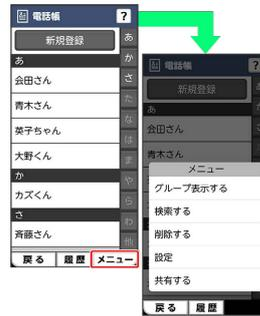 電話帳 ?
新規登録
あ
あ
か
会田さん
さ
青木さん
た
な
英子ちゃん
は
大野くん
ま
か
や
カズくん
ら
さ
わ
斉藤さん
他
戻る 履歴 メニュー
電話帳 ?
新規登録
あ
会田さん
青木さん
メニュー
グループ表示する
検索する
削除する
設定
共有する
戻る 履歴